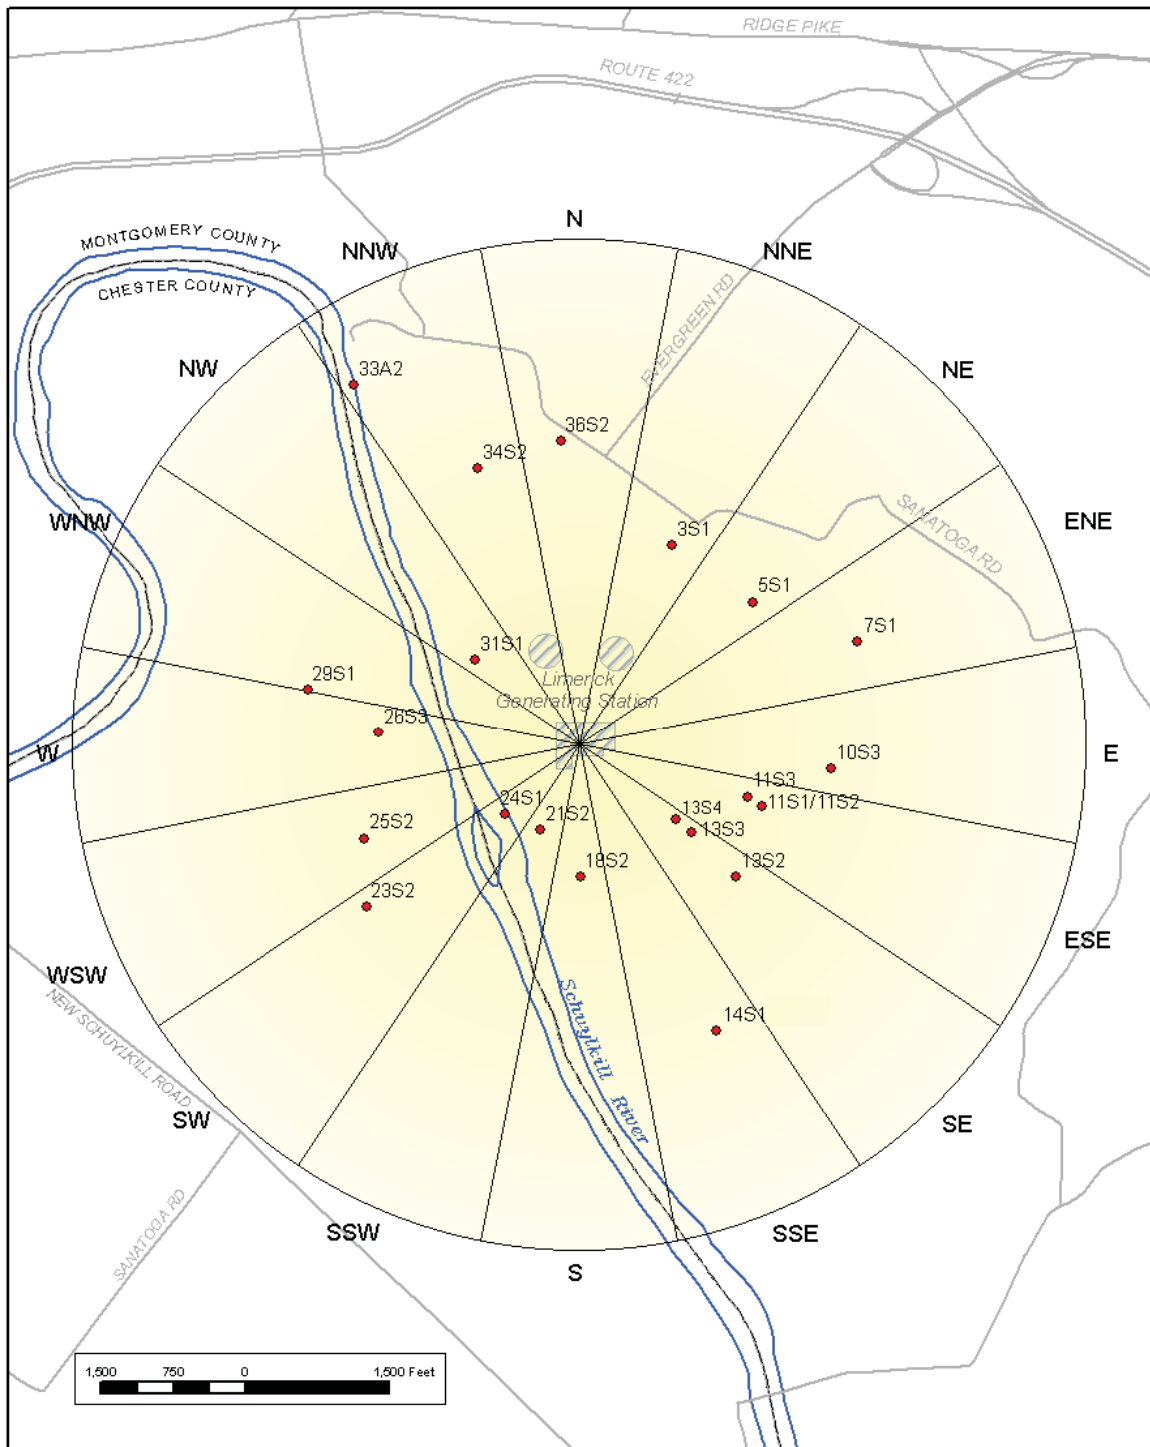 RIDGE PIKE
ROUTE 422
N
MONTGOMERY COUNTY
NNW
NNE
CHESTER COUNTY
EVERGREEN RD
NW
33A2
NE
36S2
34S2
SANATOGA RD
WNW
ENE
3S1
5S1
7S1
31S1
29S1
Limerick
Generating Station
26S3
W
E
10S3
11S3
11S1/11S2
24S1
13S4
21S2
25S2
13S3
18S2
13S2
23S2
ESE
WSW
NEW SCHUYLKILL ROAD
Schuylkill River
14S1
SW
SE
SANATOGA RD
SSW
SSE
S
1,500 750 0 1,500 Feet